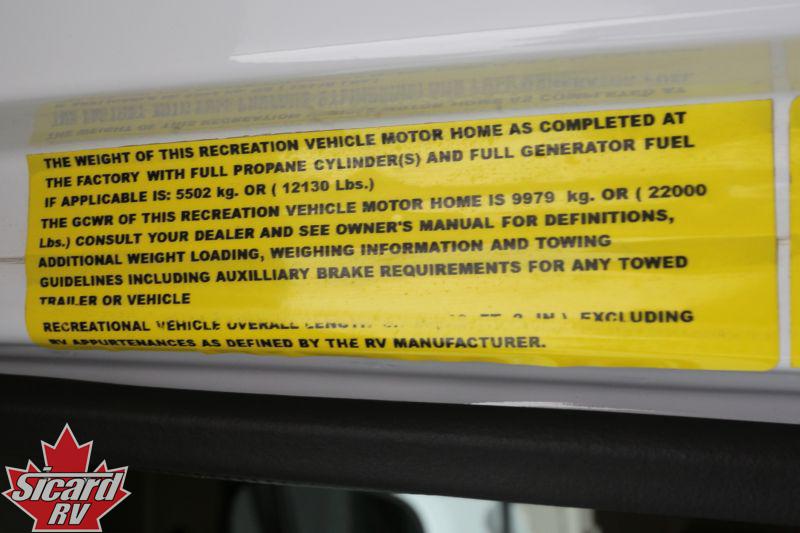 THE WEIGHT OF THIS RECREATION VEHICLE MOTOR HOME AS COMPLETED AT
THE FACTORY WITH FULL PROPANE CYLINDER(S) AND FULL GENERATOR FUEL
IF APPLICABLE IS: 5502 kg. OR ( 12130 Lbs.)
THE GCWR OF THIS RECREATION VEHICLE MOTOR HOME IS 9979 kg. OR ( 22000
Lbs.) CONSULT YOUR DEALER AND SEE OWNER'S MANUAL FOR DEFINITIONS,
ADDITIONAL WEIGHT LOADING, WEIGHING INFORMATION AND TOWING
GUIDELINES INCLUDING AUXILLIARY BRAKE REQUIREMENTS FOR ANY TOWED
TRAILER OR VEHICLE
RECREATIONAL VEHICLE OVERALL LENGTH FT IN.) EXCLUDING
RV APPURTENANCES AS DEFINED BY THE RV MANUFACTURER.
Sicard
RV